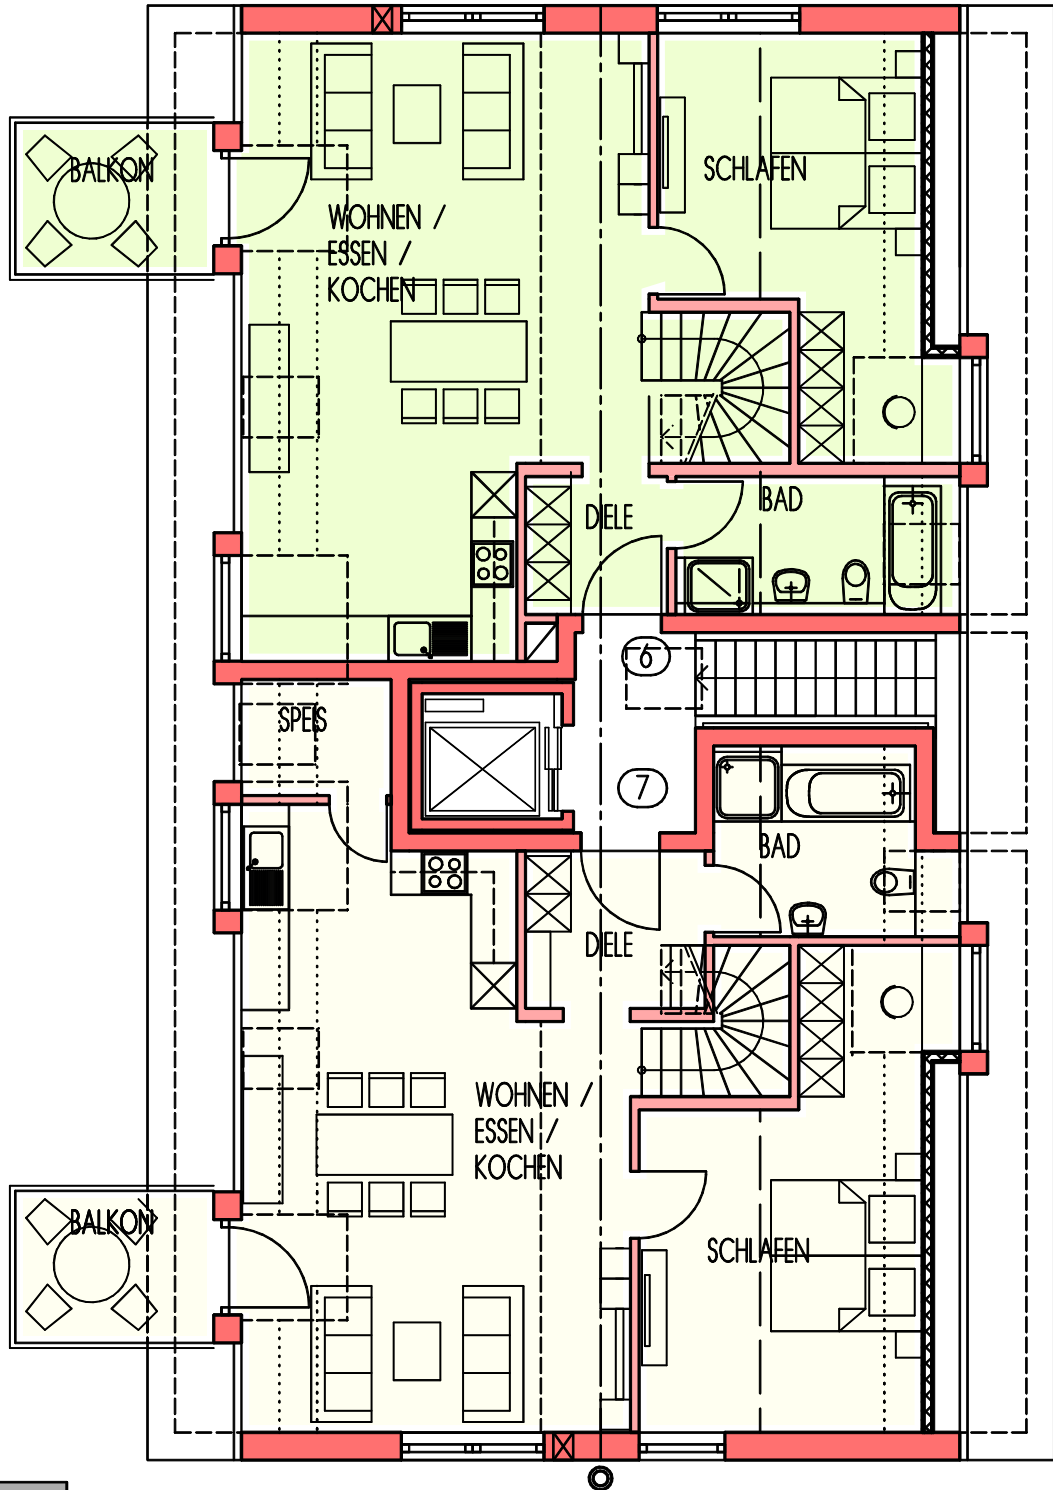 BALKON
SCHLAFEN
WOHNEN /
ESSEN /
KOCHEN
BAD
DIELE
6
SPEIS
7
BAD
DIELE
WOHNEN /
ESSEN /
KOCHEN
BALKON
SCHLAFEN